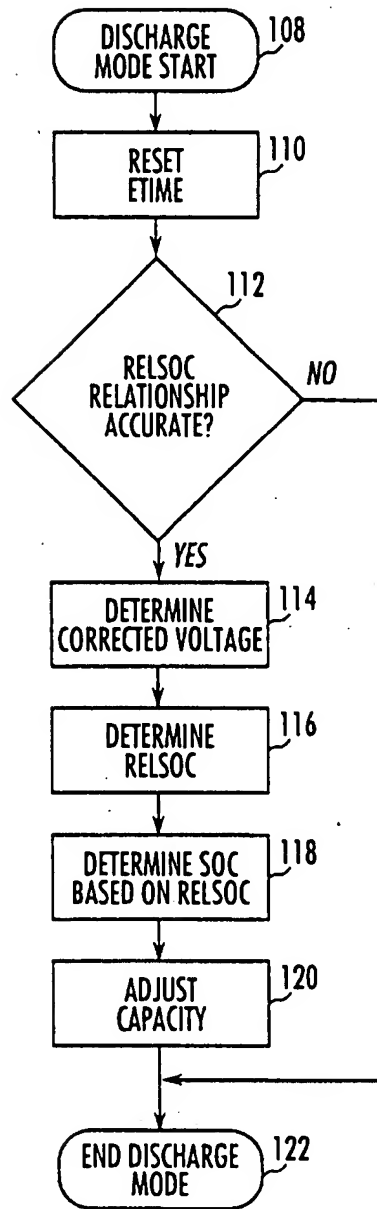 DISCHARGE
MODE START
108
RESET
ETIME
110
112
RELSOC
RELATIONSHIP
ACCURATE?
NO
YES
DETERMINE
CORRECTED VOLTAGE
114
DETERMINE
RELSOC
116
DETERMINE SOC
BASED ON RELSOC
118
ADJUST
CAPACITY
120
END DISCHARGE
MODE
122